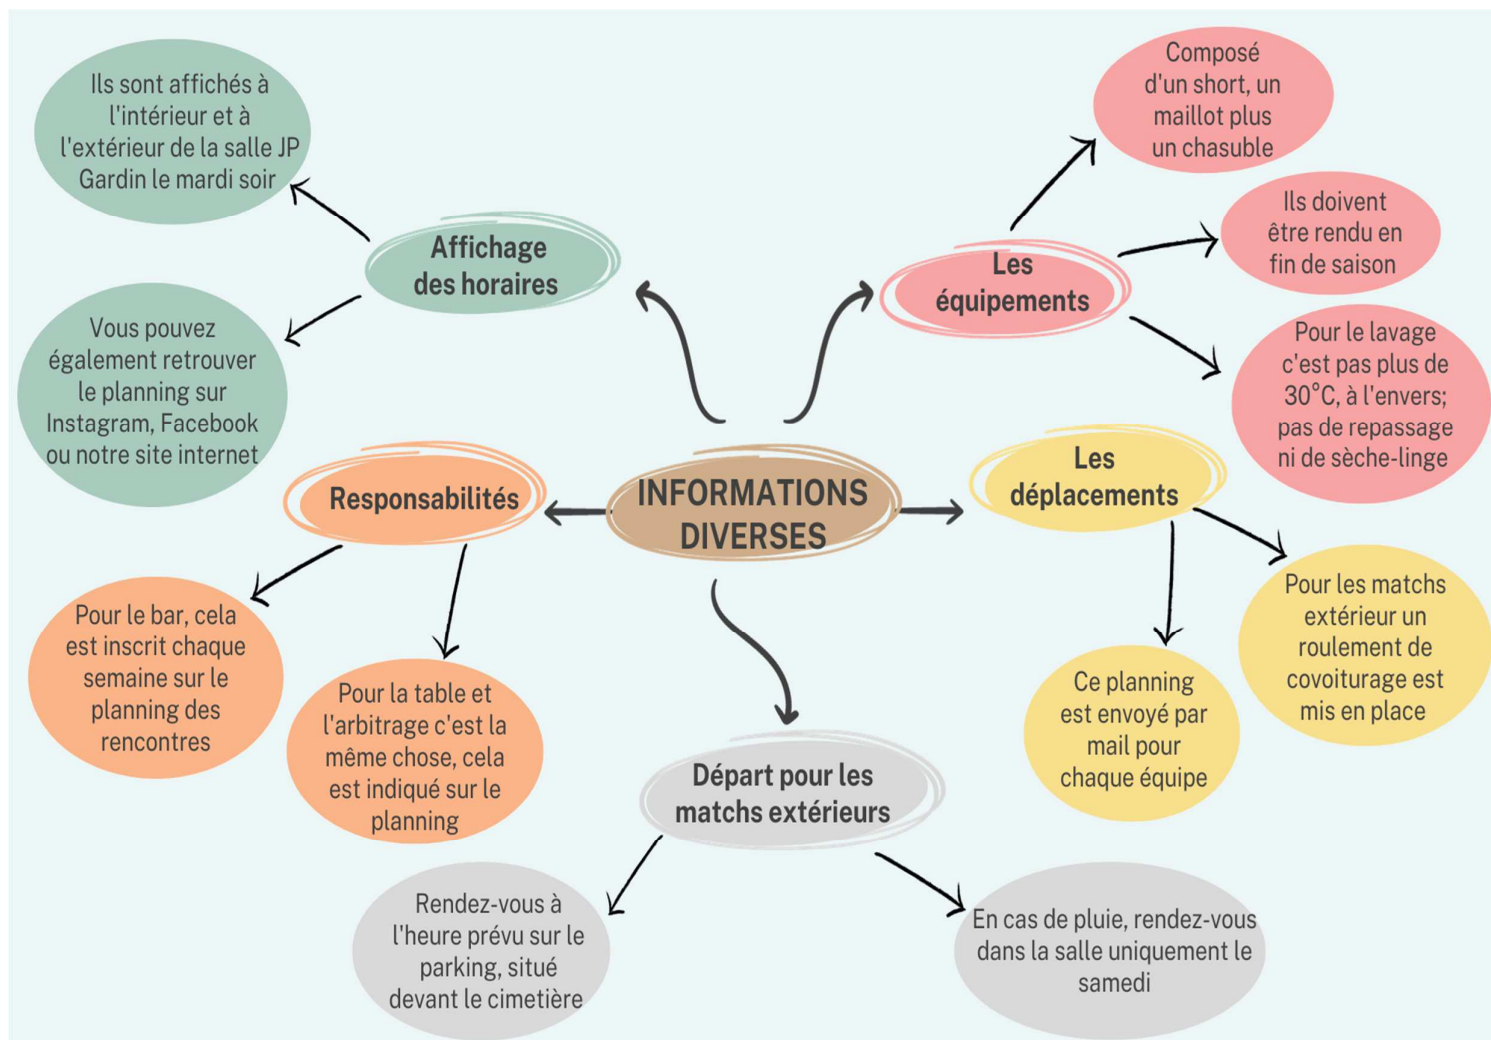 Ils sont affichés à
l'intérieur et à
l'extérieur de la salle JP
Gardin le mardi soir
Affichage
des horaires
Vous pouvez
également retrouver
le planning sur
Instagram, Facebook
ou notre site internet
Composé
d'un short, un
maillot plus
un chasuble
Les
équipements
Ils doivent
être rendu en
fin de saison
Pour le lavage
c'est pas plus de
30°C, à l'envers;
pas de repassage
ni de sèche-linge
INFORMATIONS
DIVERSES
Responsabilités
Pour le bar, cela
est inscrit chaque
semaine sur le
planning des
rencontres
Pour la table et
l'arbitrage c'est la
même chose, cela
est indiqué sur le
planning
Les
déplacements
Pour les matchs
extérieur un
roulement de
covoiturage est
mis en place
Ce planning
est envoyé par
mail pour
chaque équipe
Départ pour les
matchs extérieurs
Rendez-vous à
l'heure prévu sur le
parking, situé
devant le cimetière
En cas de pluie, rendez-vous
dans la salle uniquement le
samedi